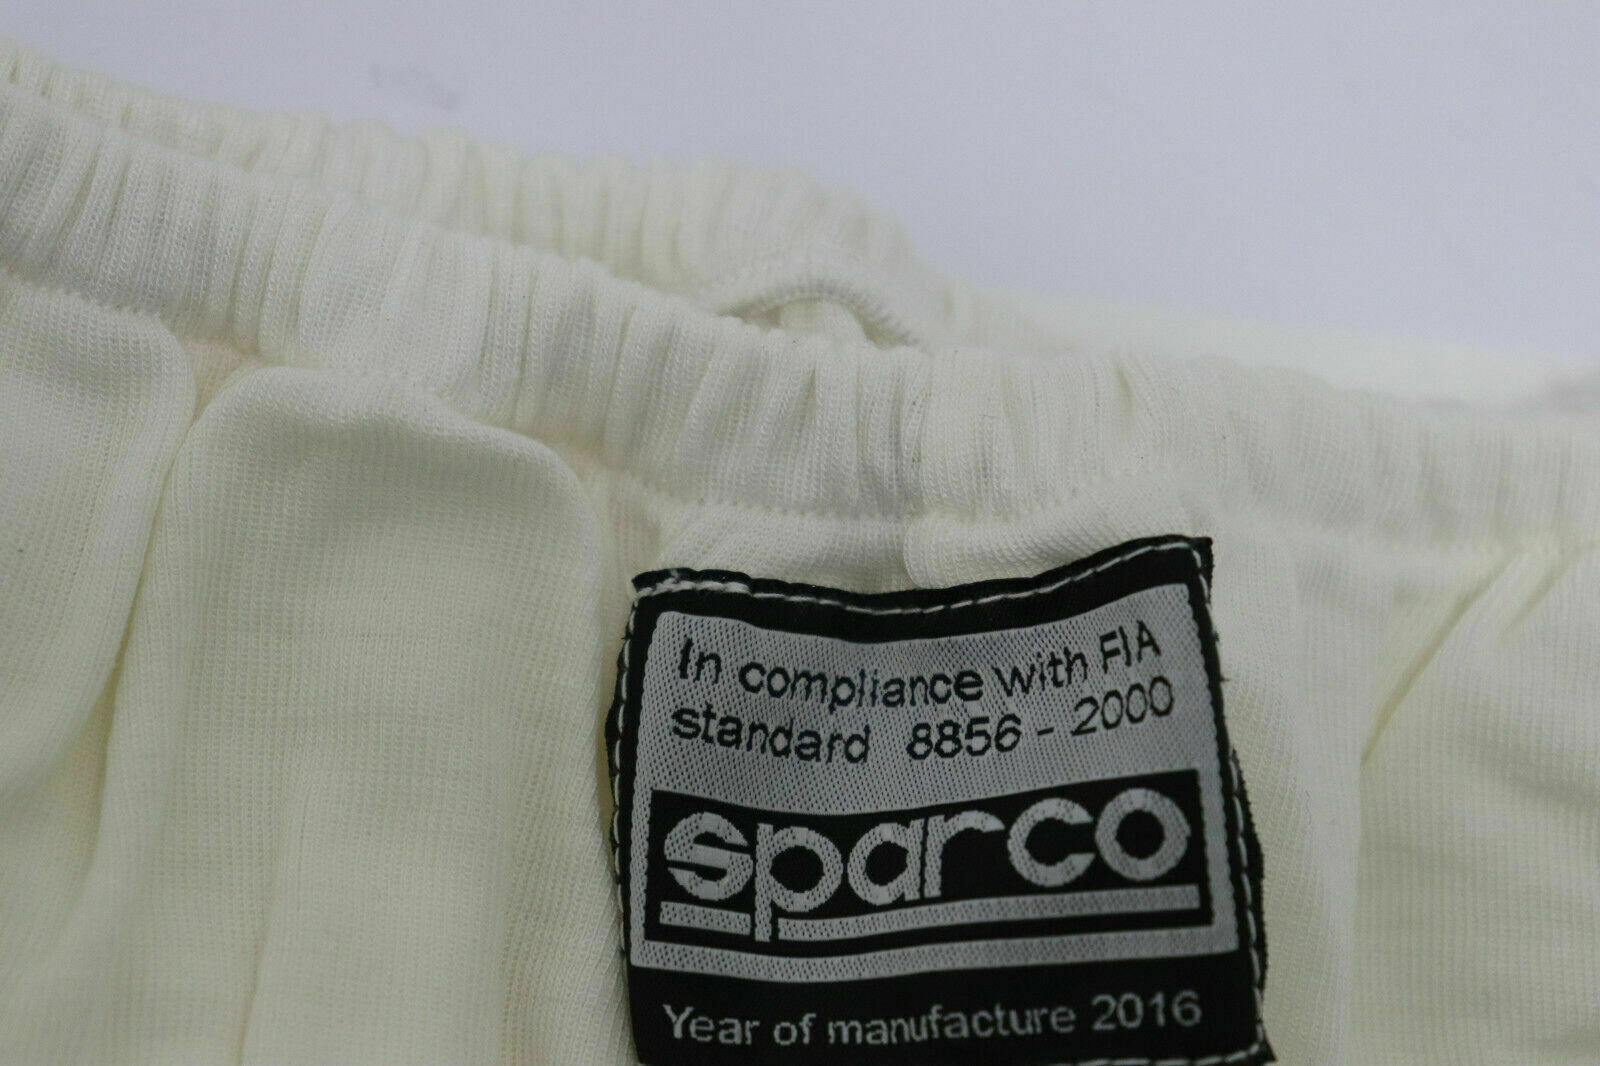 In compliance with FIA
standard 8856 - 2000
sparco
Year of manufacture 2016